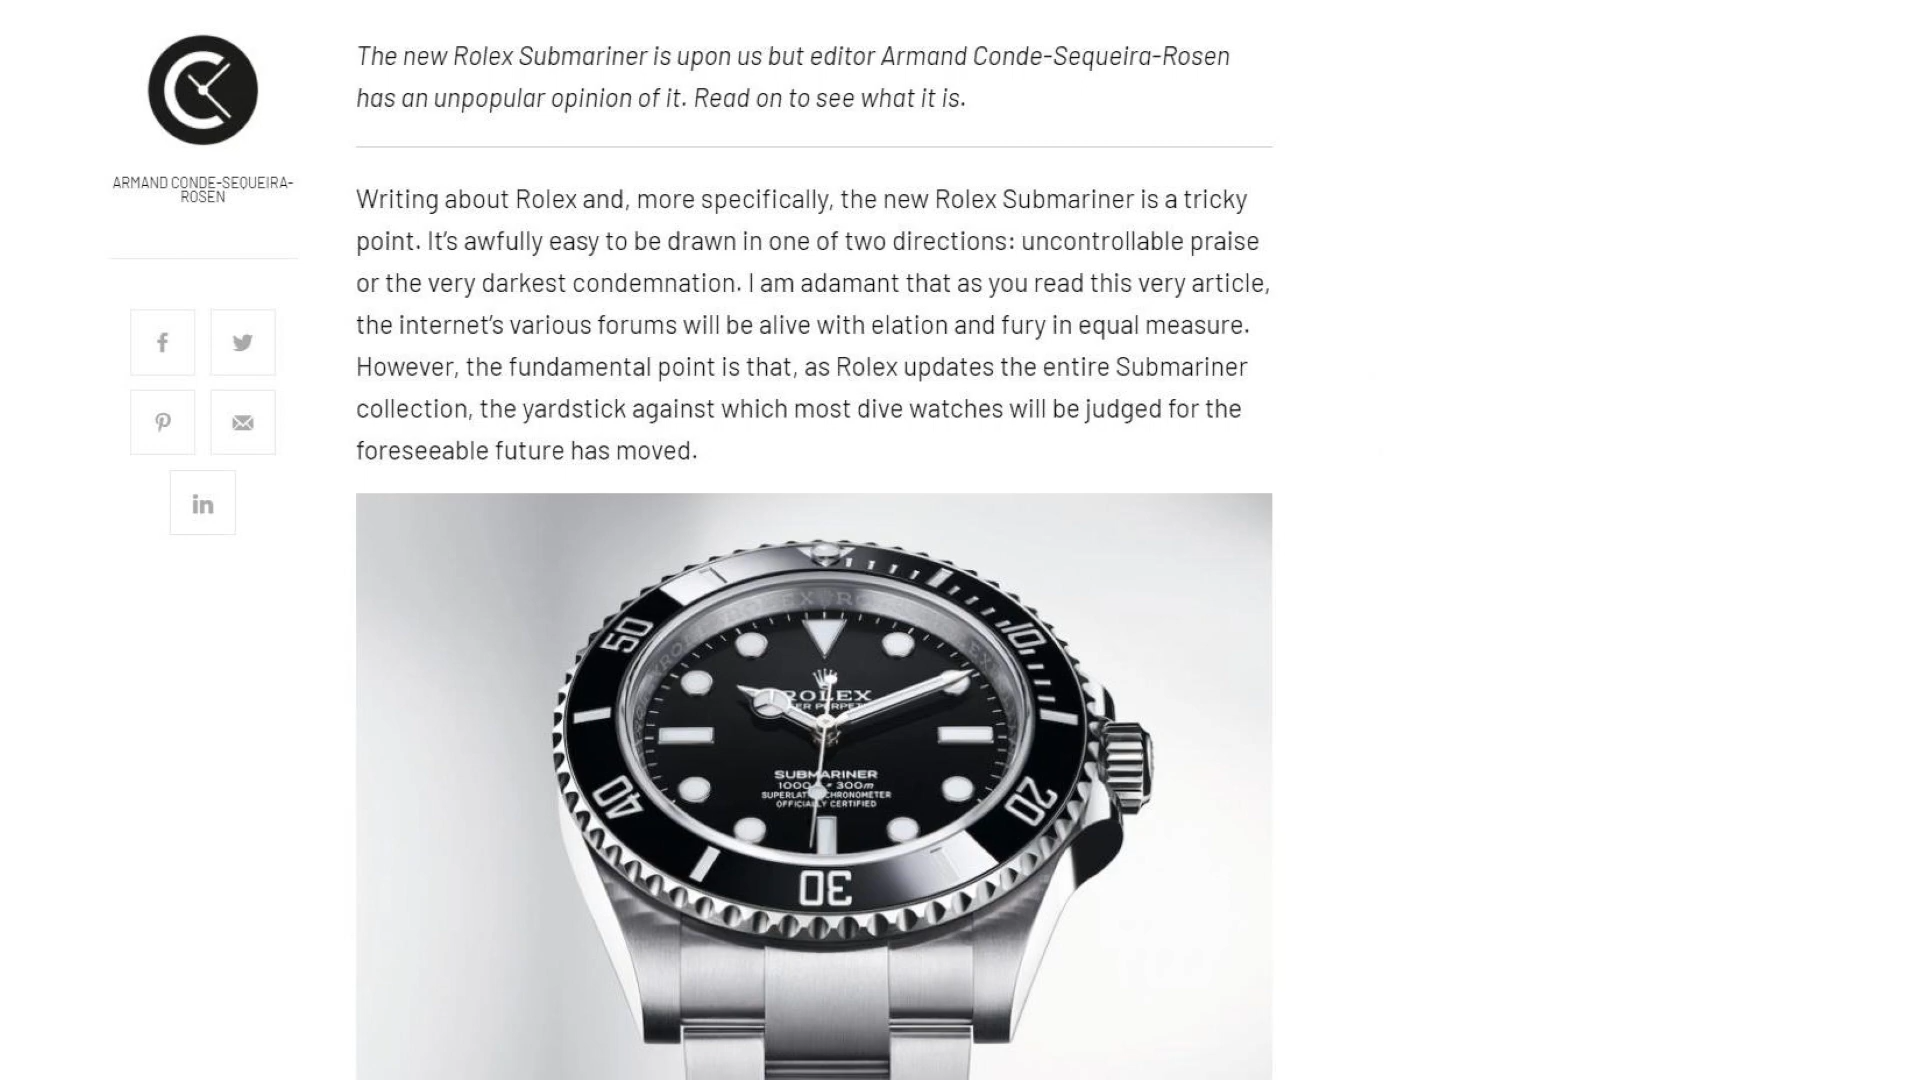 ARMAND CONDE-SEQUEIRA-
ROSEN
The new Rolex Submariner is upon us but editor Armand Conde-Sequeira-Rosen
has an unpopular opinion of it. Read on to see what it is.
Writing about Rolex and, more specifically, the new Rolex Submariner is a tricky
point. It’s awfully easy to be drawn in one of two directions: uncontrollable praise
or the very darkest condemnation. I am adamant that as you read this very article,
the internet’s various forums will be alive with elation and fury in equal measure.
However, the fundamental point is that, as Rolex updates the entire Submariner
collection, the yardstick against which most dive watches will be judged for the
foreseeable future has moved.
50
10
ROLEX
SUBMARINER
300m
CHRONOMETER
OFFICIALLY CERTIFIED
40
20
30